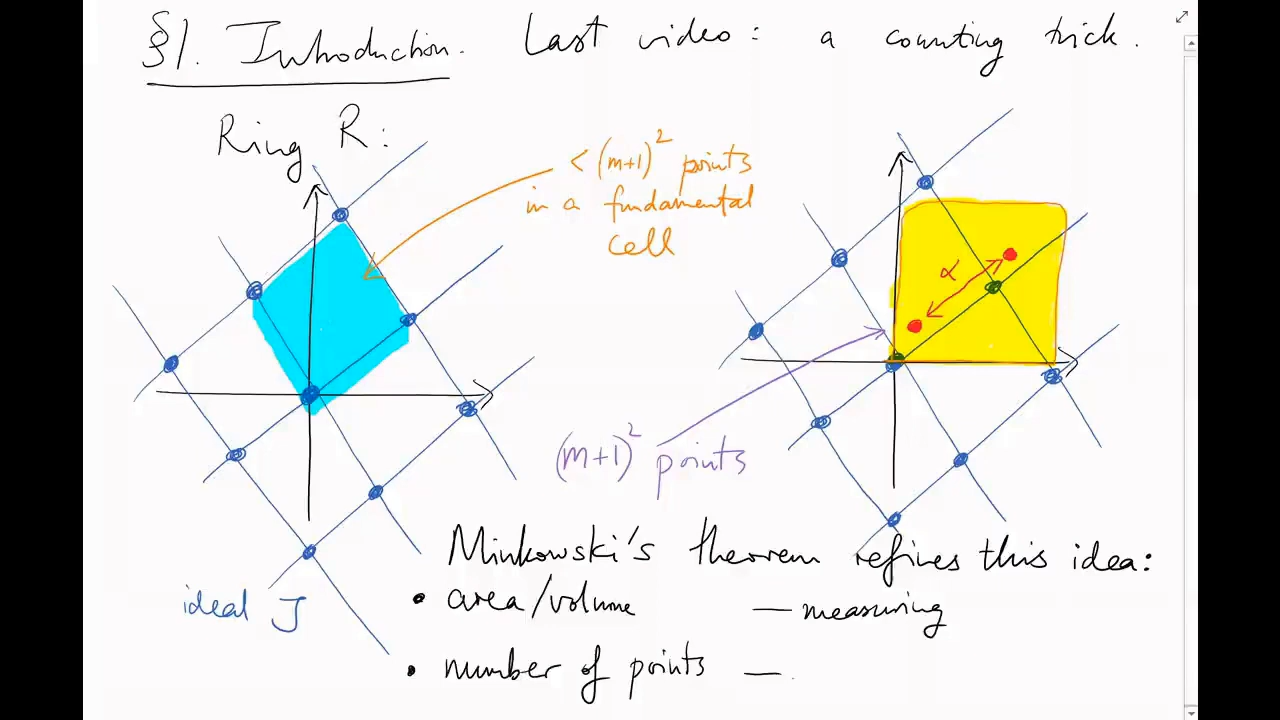 §1. Introduction. Last video: a counting trick.
Ring R:
< (m+1)² points
in a fundamental
cell
α
(m+1)² points
Minkowski's theorem refines this idea:
ideal J
• area/volume — measuring
• number of points —